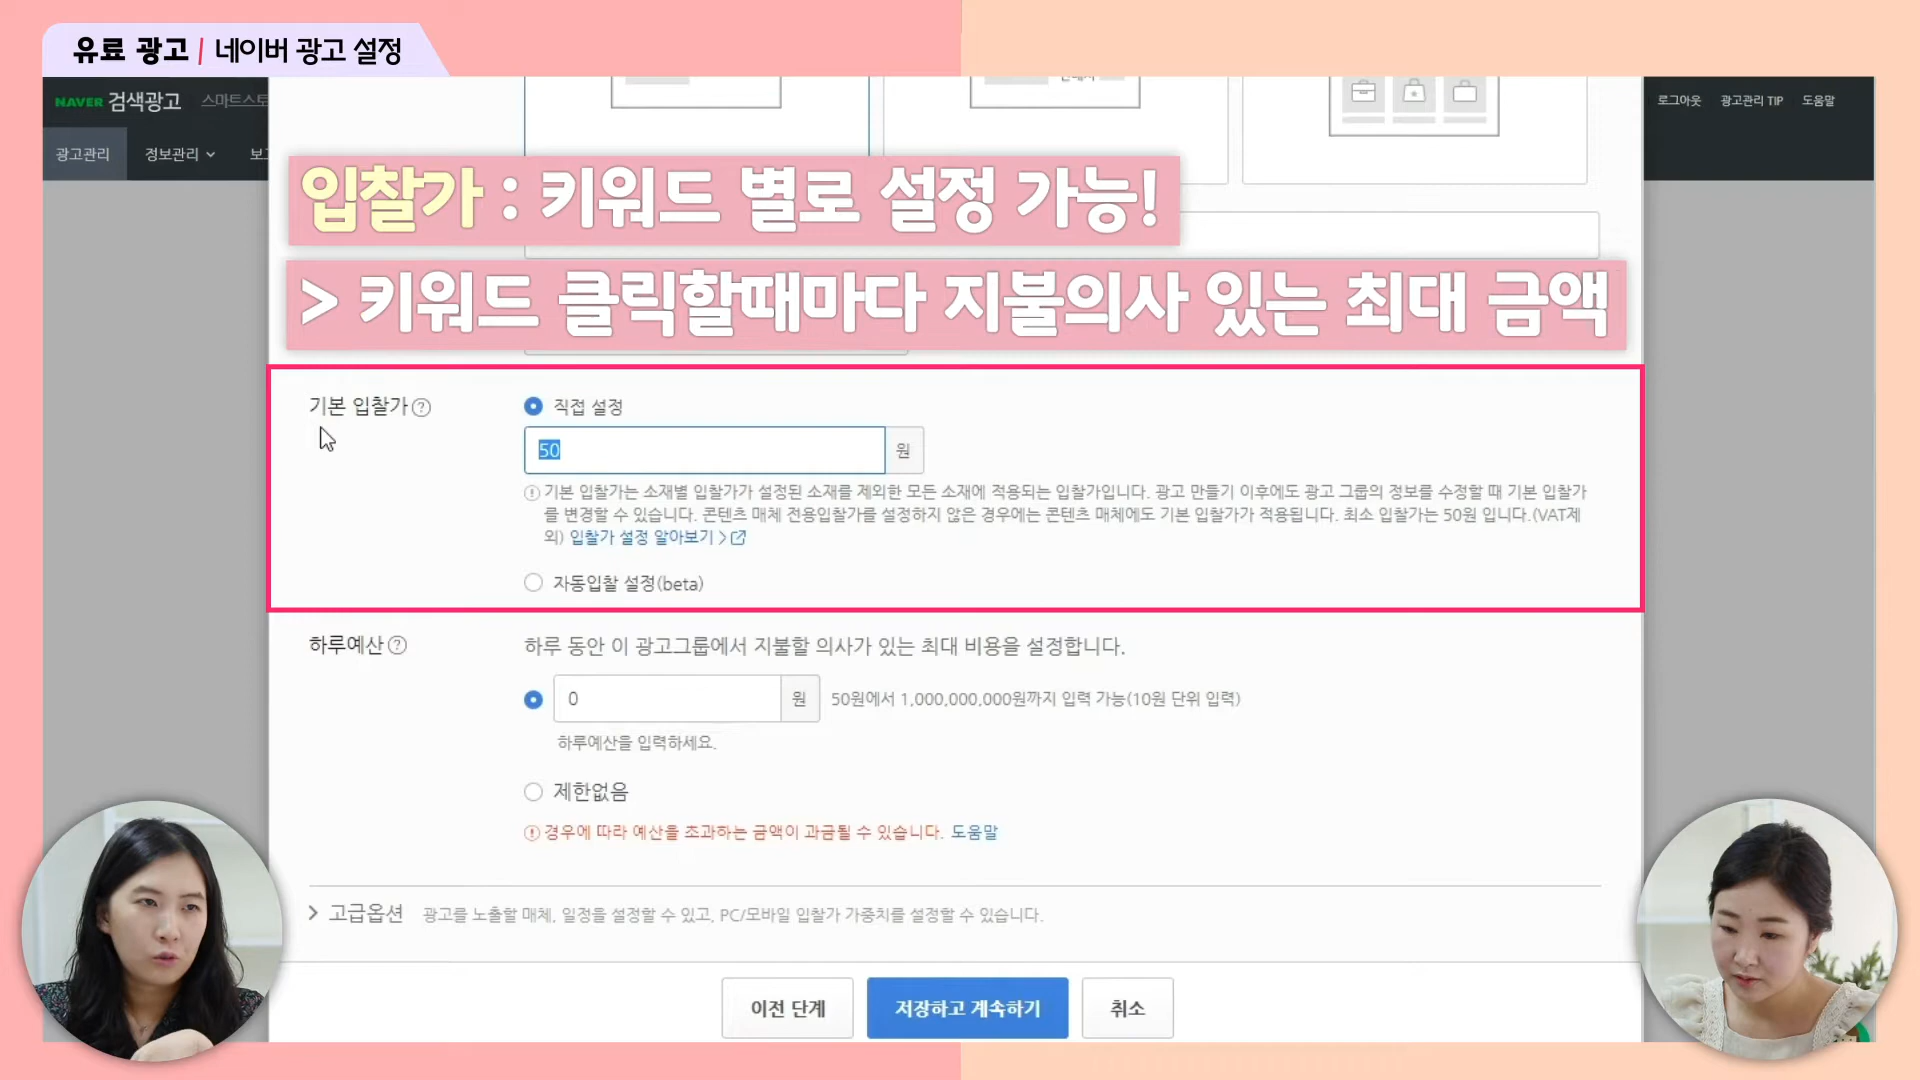 유료 광고 | 네이버 광고 설정
NAVER 검색광고 스마트스토
로그아웃 광고관리 TIP 도움말
광고관리 정보관리 보고
입찰가 : 키워드 별로 설정 가능!
> 키워드 클릭할때마다 지불의사 있는 최대 금액
기본 입찰가 ?
직접 설정
50 원
기본 입찰가는 소재별 입찰가가 설정된 소재를 제외한 모든 소재에 적용되는 입찰가입니다. 광고 만들기 이후에도 광고 그룹의 정보를 수정할 때 기본 입찰가
를 변경할 수 있습니다. 콘텐츠 매체 전용입찰가를 설정하지 않은 경우에는 콘텐츠 매체에도 기본 입찰가가 적용됩니다. 최소 입찰가는 50원 입니다.(VAT제
외) 입찰가 설정 알아보기 >
자동입찰 설정(beta)
하루예산 ?
하루 동안 이 광고그룹에서 지불할 의사가 있는 최대 비용을 설정합니다.
0 원 50원에서 1,000,000,000원까지 입력 가능(10원 단위 입력)
하루예산을 입력하세요.
제한없음
경우에 따라 예산을 초과하는 금액이 과금될 수 있습니다. 도움말
> 고급옵션 광고를 노출할 매체, 일정을 설정할 수 있고, PC/모바일 입찰가 가중치를 설정할 수 있습니다.
이전 단계 저장하고 계속하기 취소